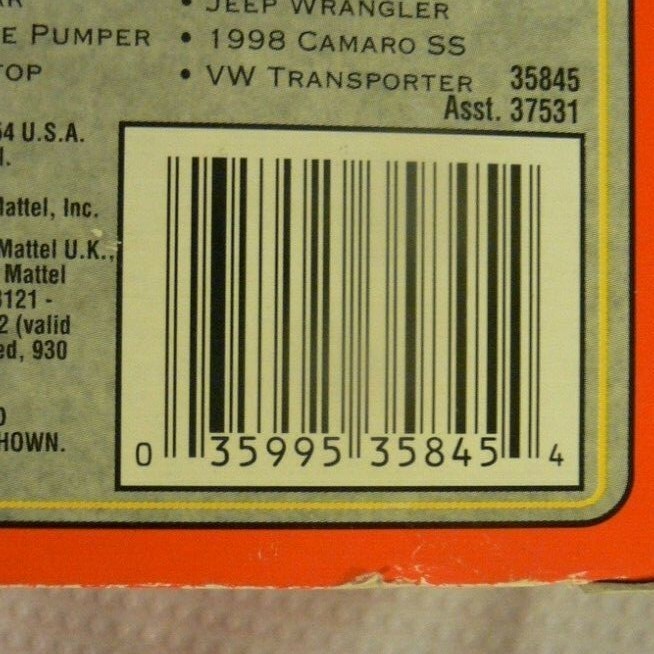 • JEEP WRANGLER
E PUMPER • 1998 CAMARO SS
TOP • VW TRANSPORTER 35845
Asst. 37531
54 U.S.A.
Mattel, Inc.
Mattel U.K.,
Mattel
3121 -
2 (valid
ed, 930
HOWN.
0 35995 35845 4